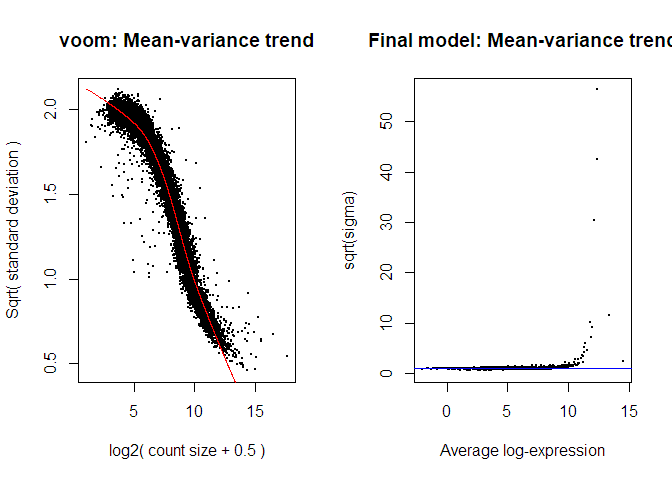 voom: Mean-variance trend
Sqrt( standard deviation )
2.0
1.5
1.0
0.5
5 10 15
log2( count size + 0.5 )
Final model: Mean-variance trend
sqrt(sigma)
50
40
30
20
10
0
0 5 10 15
Average log-expression